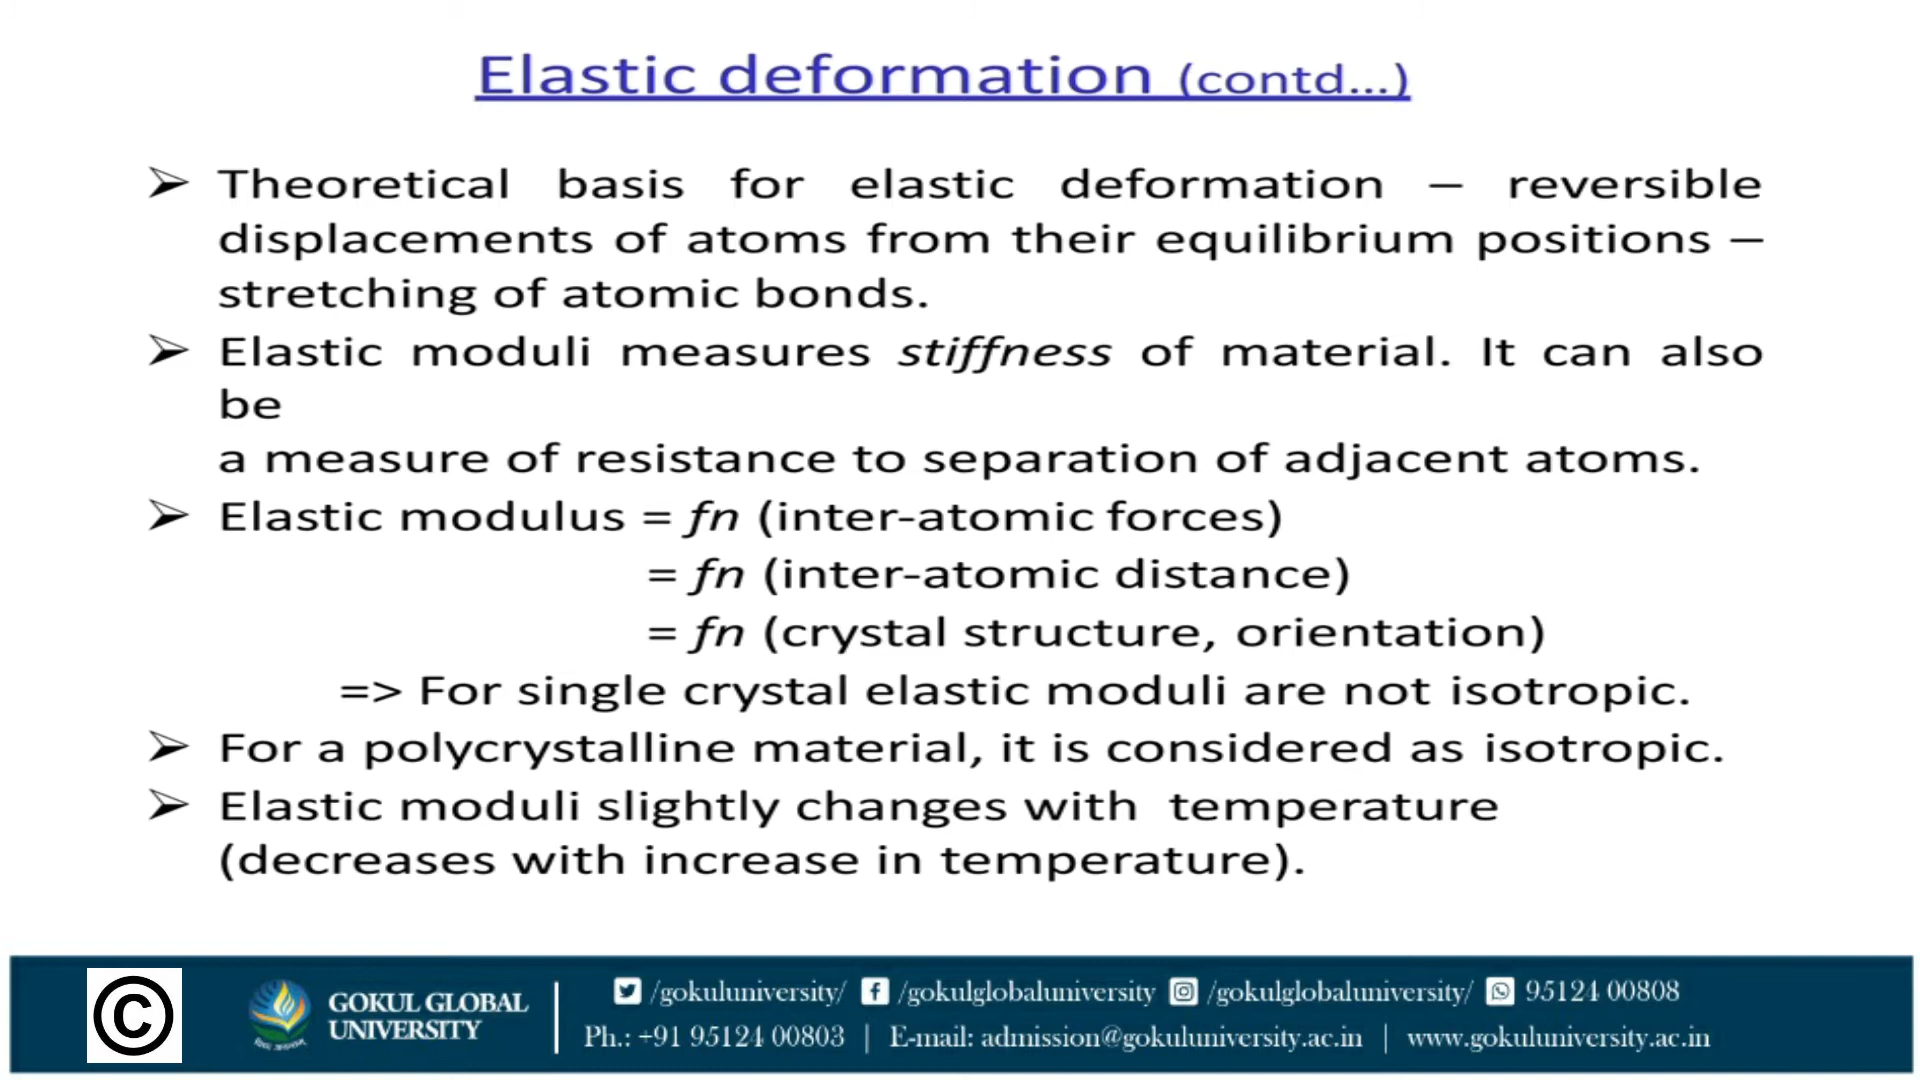 Elastic deformation (contd...)
➢ Theoretical basis for elastic deformation – reversible
displacements of atoms from their equilibrium positions –
stretching of atomic bonds.
➢ Elastic moduli measures stiffness of material. It can also
be
a measure of resistance to separation of adjacent atoms.
➢ Elastic modulus = fn (inter-atomic forces)
= fn (inter-atomic distance)
= fn (crystal structure, orientation)
=> For single crystal elastic moduli are not isotropic.
➢ For a polycrystalline material, it is considered as isotropic.
➢ Elastic moduli slightly changes with temperature
(decreases with increase in temperature).
©
GOKUL GLOBAL
UNIVERSITY
/gokuluniversity/ /gokulglobaluniversity /gokulglobaluniversity/ 95124 00808
Ph.: +91 95124 00803 | E-mail: admission@gokuluniversity.ac.in | www.gokuluniversity.ac.in